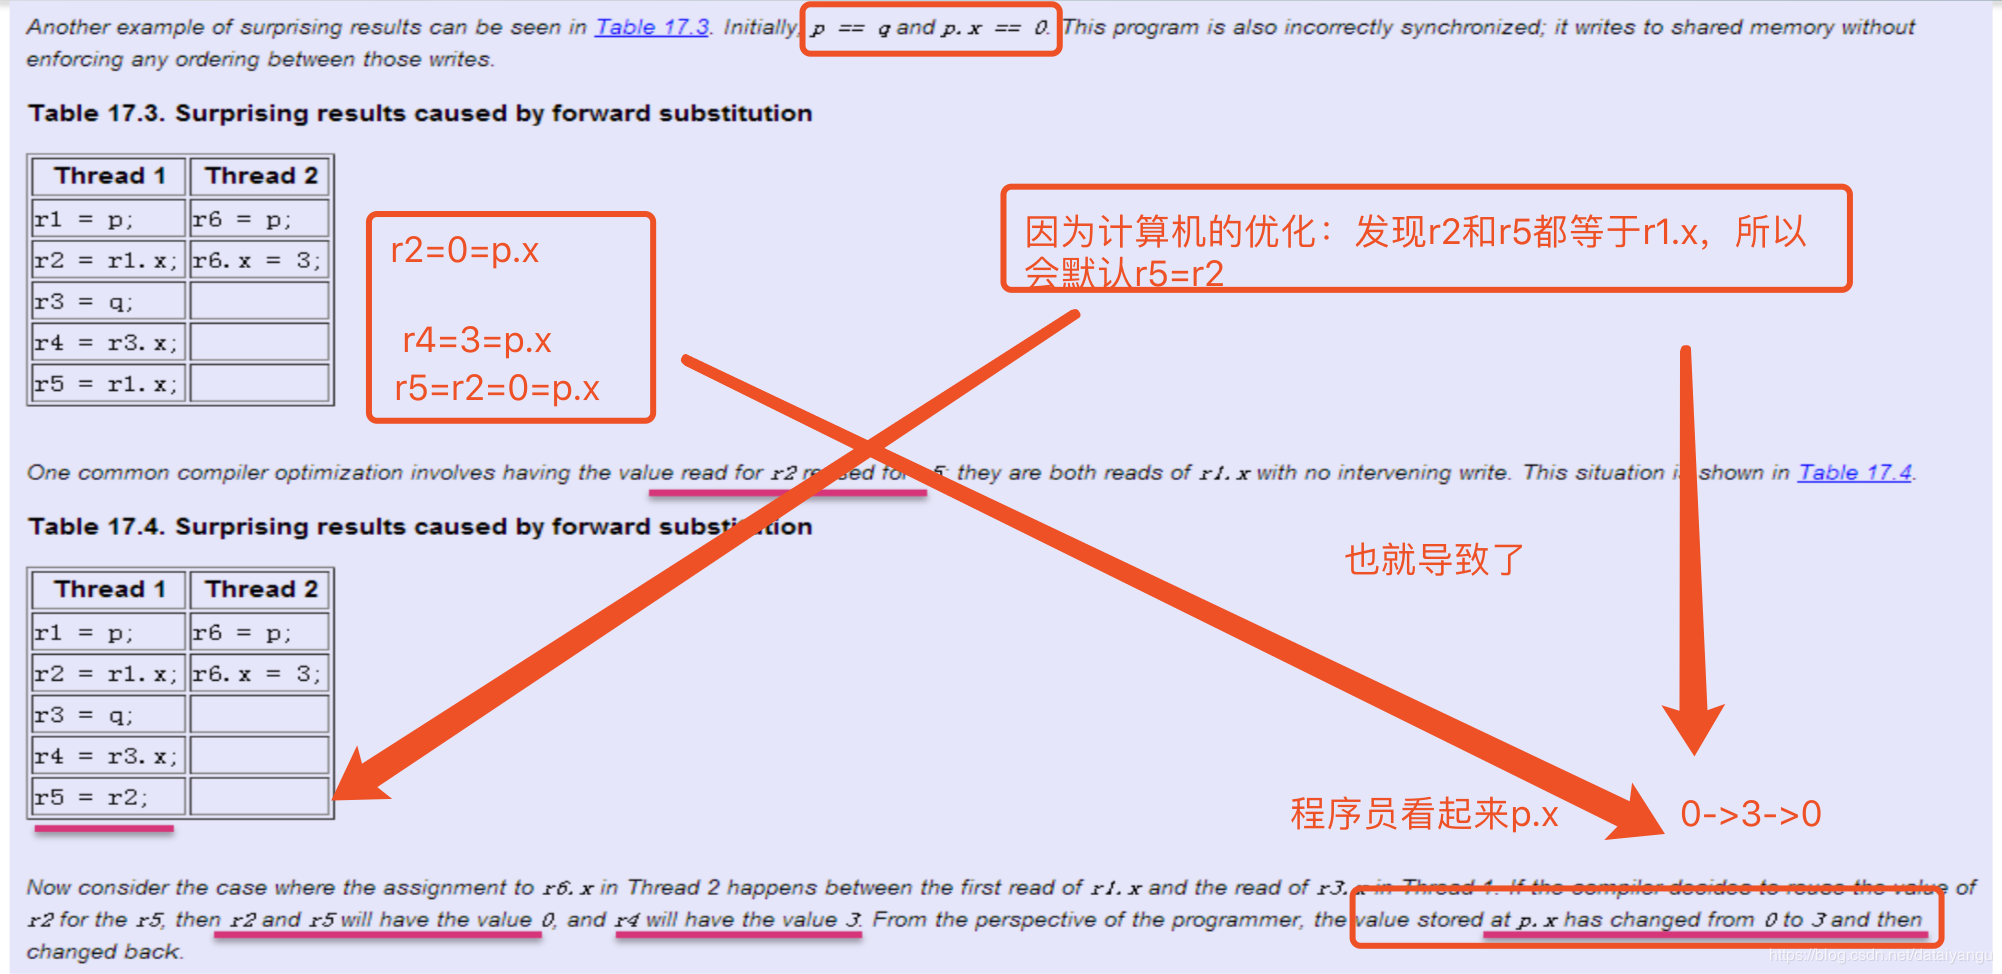 Another example of surprising results can be seen in Table 17.3. Initially, p == q and p.x == 0. This program is also incorrectly synchronized; it writes to shared memory without
enforcing any ordering between those writes.
Table 17.3. Surprising results caused by forward substitution
Thread 1 Thread 2
r1 = p; r6 = p;
r2 = r1.x; r6.x = 3;
r3 = q;
r4 = r3.x;
r5 = r1.x;
r2=0=p.x
r4=3=p.x
r5=r2=0=p.x
因为计算机的优化：发现r2和r5都等于r1.x，所以
会默认r5=r2
One common compiler optimization involves having the value read for r2 reused for r5: they are both reads of r1.x with no intervening write. This situation is shown in Table 17.4.
Table 17.4. Surprising results caused by forward substitution
也就导致了
Thread 1 Thread 2
r1 = p; r6 = p;
r2 = r1.x; r6.x = 3;
r3 = q;
r4 = r3.x;
r5 = r2;
程序员看起来p.x 0->3->0
Now consider the case where the assignment to r6.x in Thread 2 happens between the first read of r1.x and the read of r3.x in Thread 1. If the compiler decides to reuse the value of
r2 for the r5, then r2 and r5 will have the value 0, and r4 will have the value 3. From the perspective of the programmer, the value stored at p.x has changed from 0 to 3 and then
changed back.
https://blog.csdn.net/dataiyangu